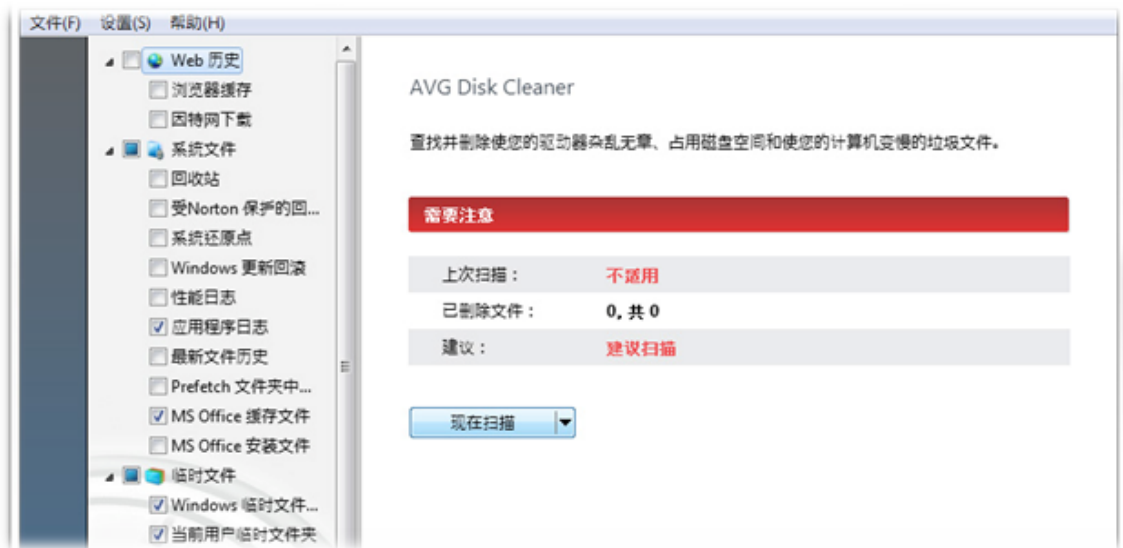 文件(F) 设置(S) 帮助(H)
Web 历史
浏览器缓存
因特网下载
系统文件
回收站
受Norton 保护的回...
系统还原点
Windows 更新回滚
性能日志
应用程序日志
最新文件历史
Prefetch 文件夹中...
MS Office 缓存文件
MS Office 安装文件
临时文件
Windows 临时文件...
当前用户临时文件夹
AVG Disk Cleaner
查找并删除使您的驱动器杂乱无章、占用磁盘空间和使您的计算机变慢的垃圾文件。
需要注意
上次扫描： 不适用
已删除文件： 0, 共 0
建议： 建议扫描
现在扫描